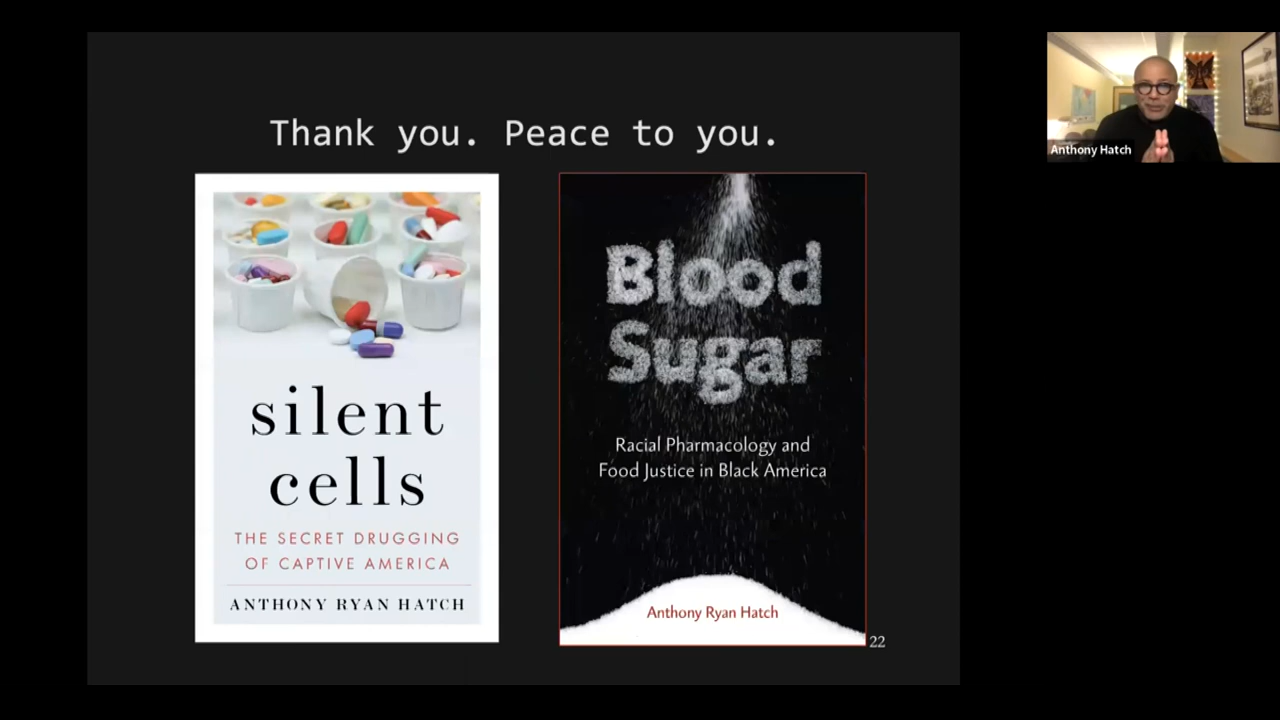 Thank you. Peace to you.
silent
cells
THE SECRET DRUGGING
OF CAPTIVE AMERICA
ANTHONY RYAN HATCH
Blood
Sugar
Racial Pharmacology and
Food Justice in Black America
Anthony Ryan Hatch
22
Anthony Hatch